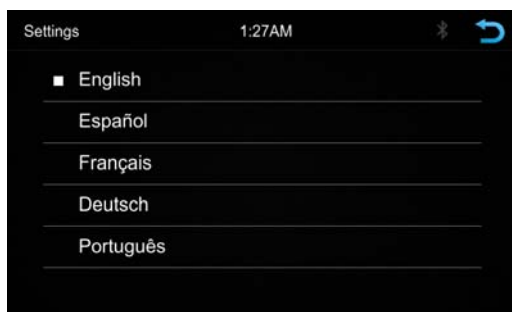 Settings 1:27AM
English
Español
Français
Deutsch
Português